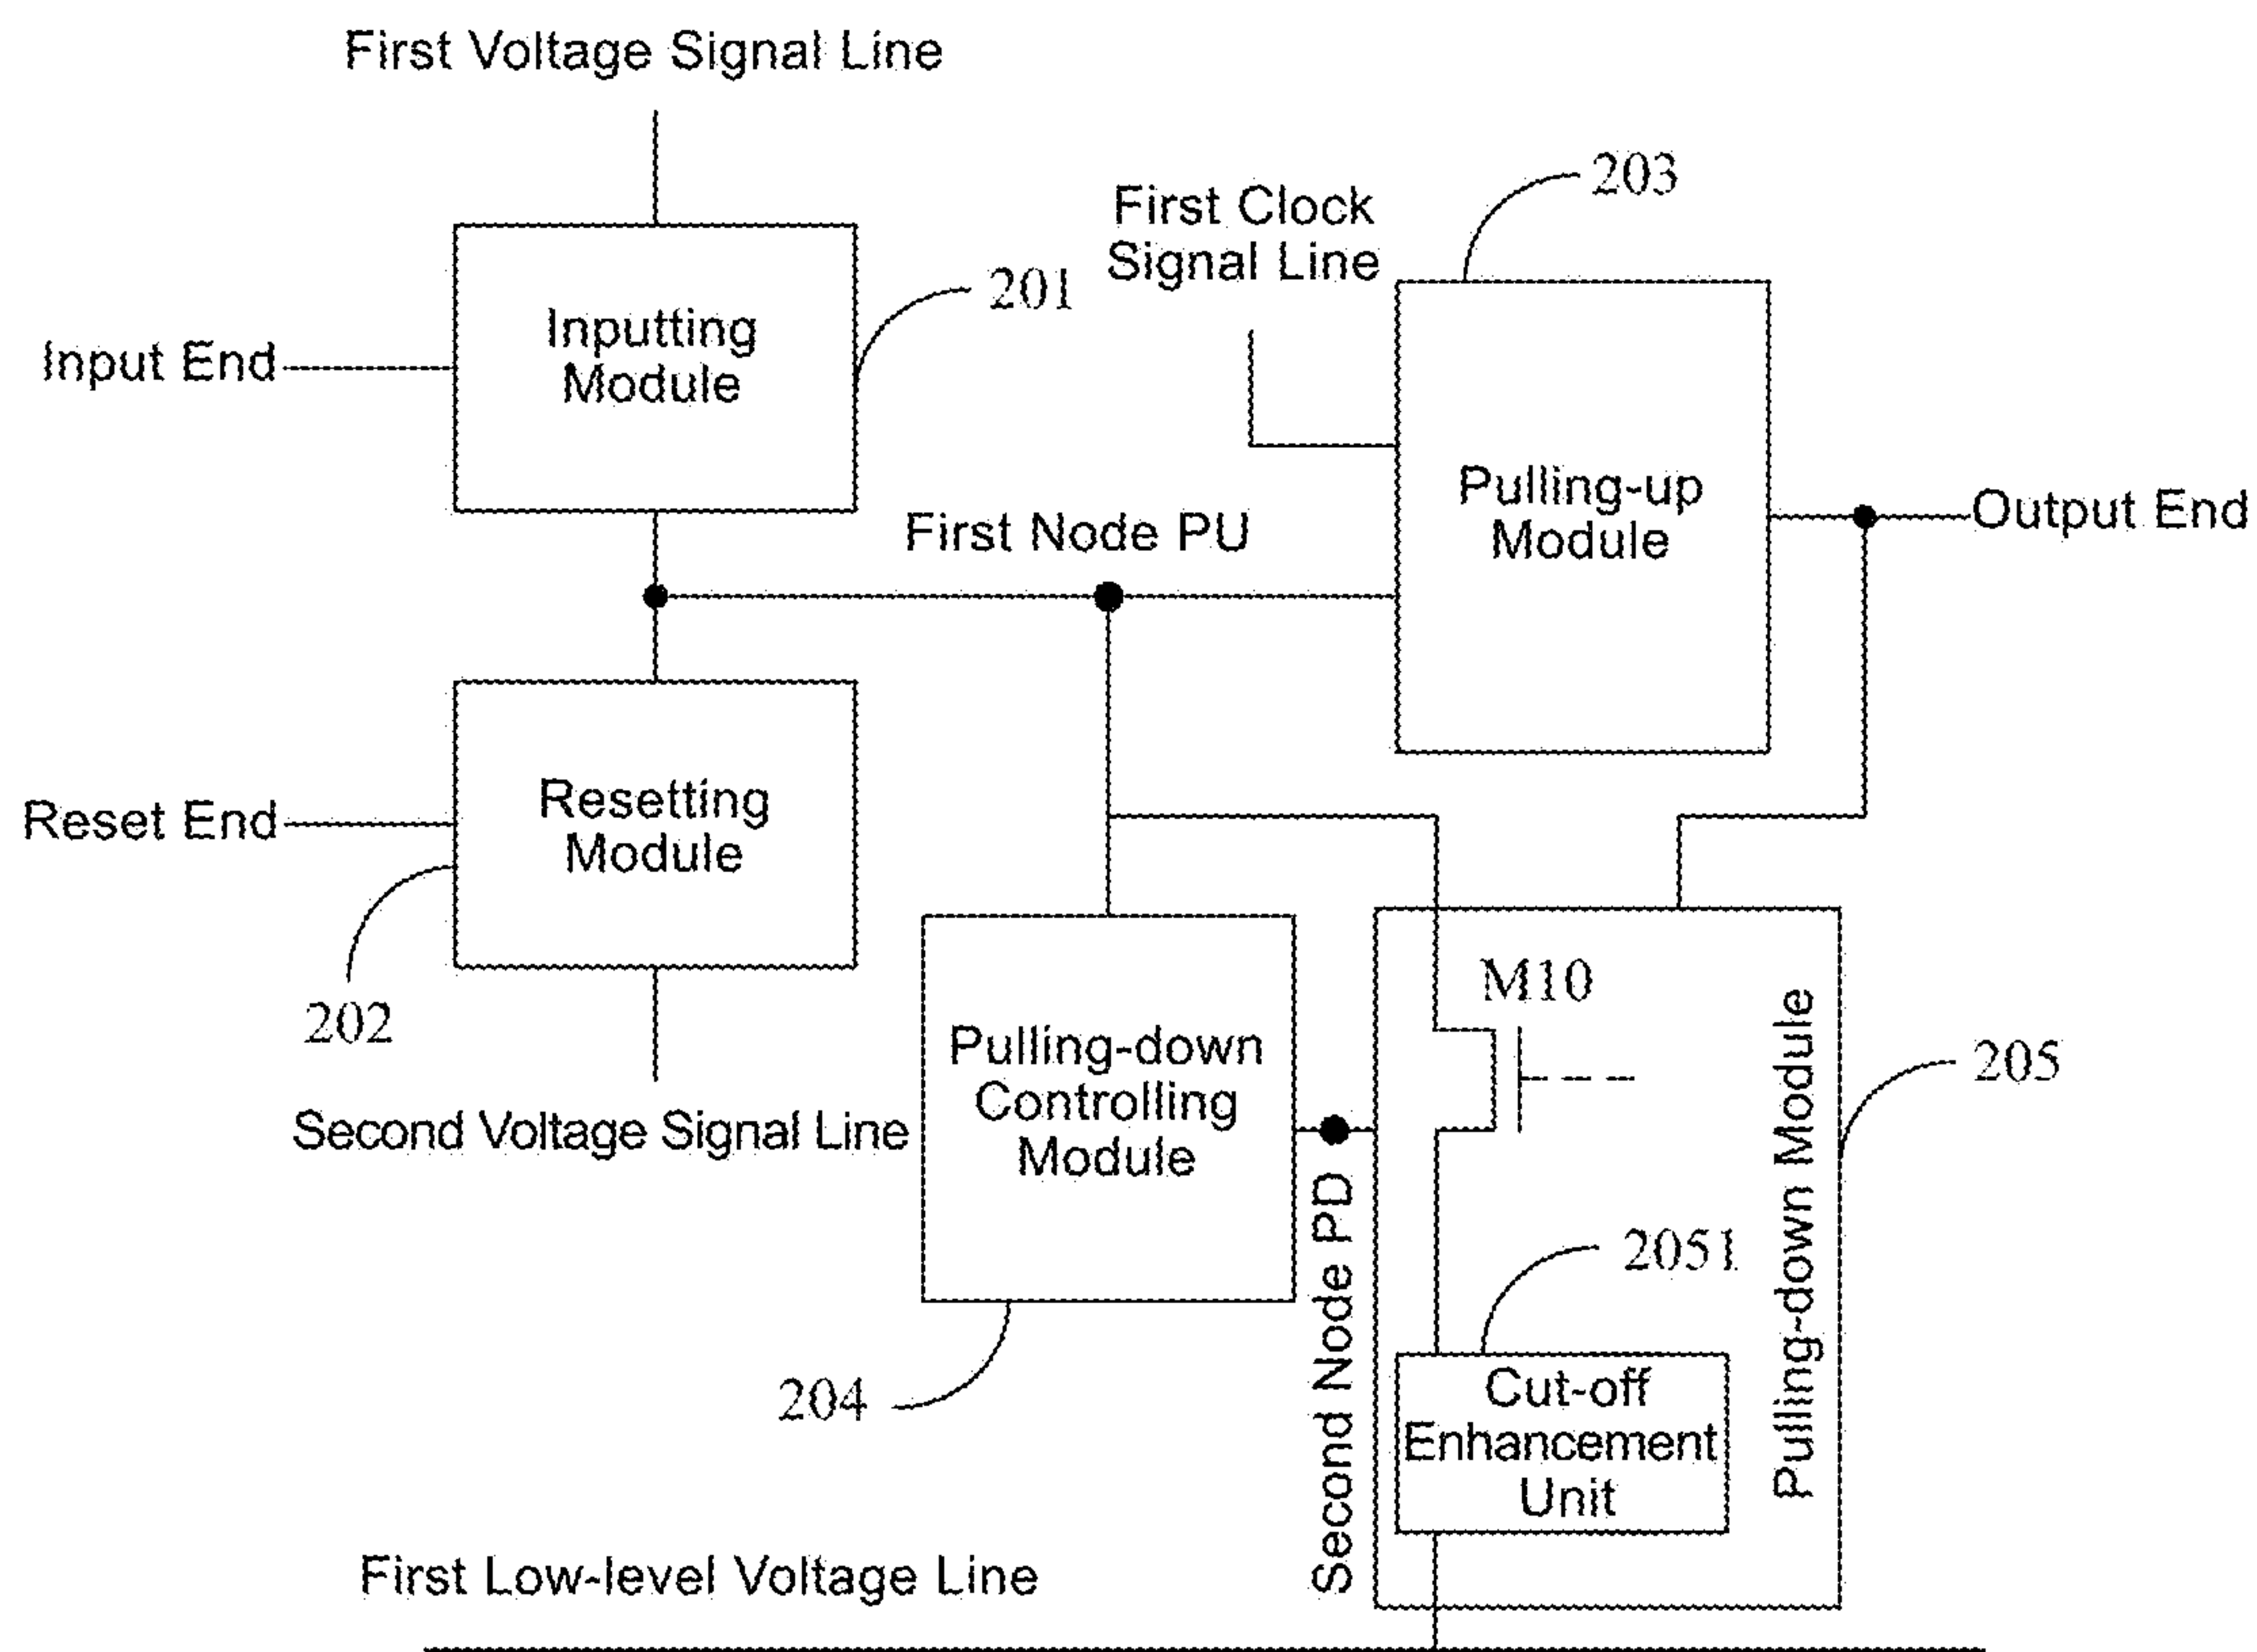 First Voltage Signal Line
203
First Clock
Signal Line
201
Inputting
Module
Input End
Pulling-up
Module
Output End
First Node PU
Resetting
Module
Reset End
M10
202
Pulling-down
Controlling
Module
205
Second Voltage Signal Line
Pulling-down Module
Second Node PD
2051
204
Cut-off
Enhancement
Unit
First Low-level Voltage Line